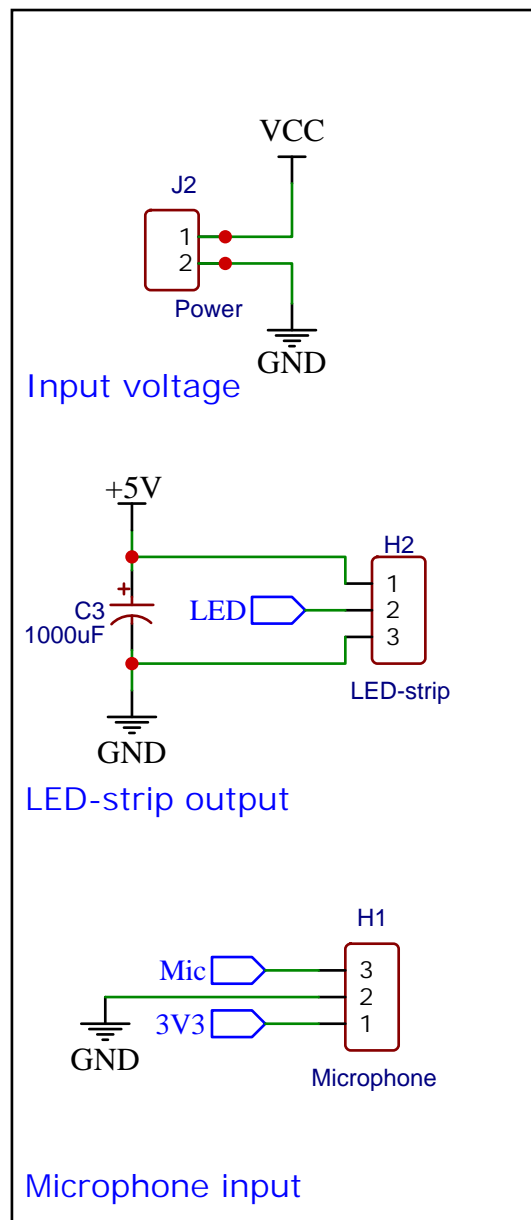 VCC
J2
1
2
Power
GND
Input voltage
+5V
H2
+
1
C3
LED
2
1000uF
3
LED-strip
GND
LED-strip output
H1
Mic
3
2
3V3
1
GND
Microphone
Microphone input